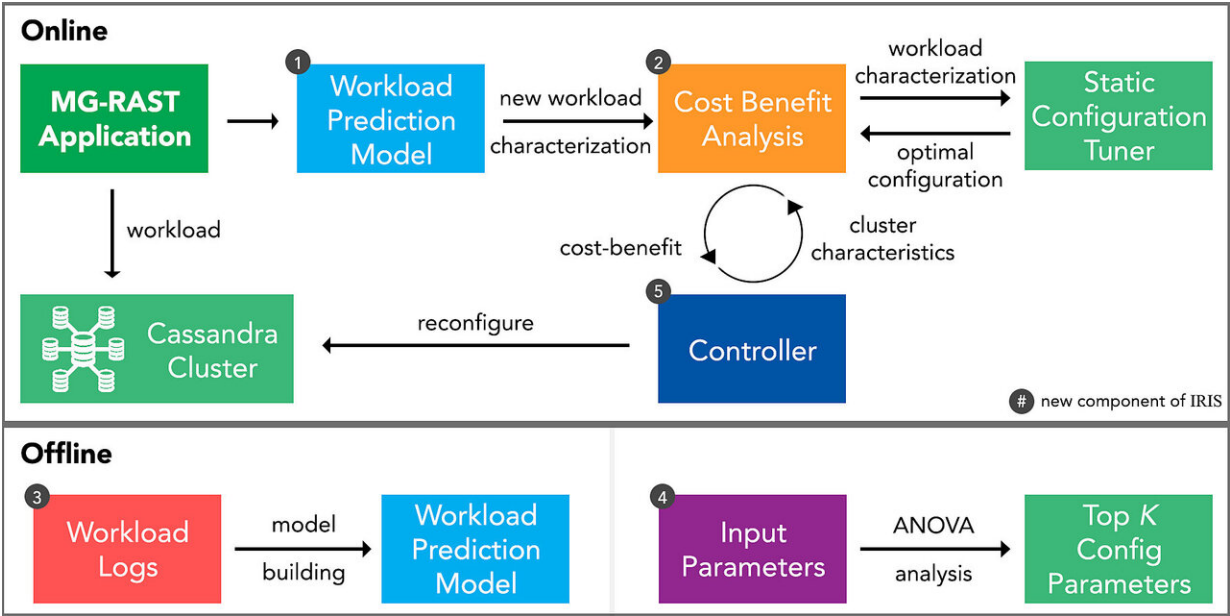 Online
MG-RAST
Application
1
Workload
Prediction
Model
new workload
characterization
2
Cost Benefit
Analysis
workload
characterization
optimal
configuration
Static
Configuration
Tuner
workload
cost-benefit
cluster
characteristics
Cassandra
Cluster
reconfigure
5
Controller
# new component of IRIS
Offline
3
Workload
Logs
model
building
Workload
Prediction
Model
4
Input
Parameters
ANOVA
analysis
Top K
Config
Parameters